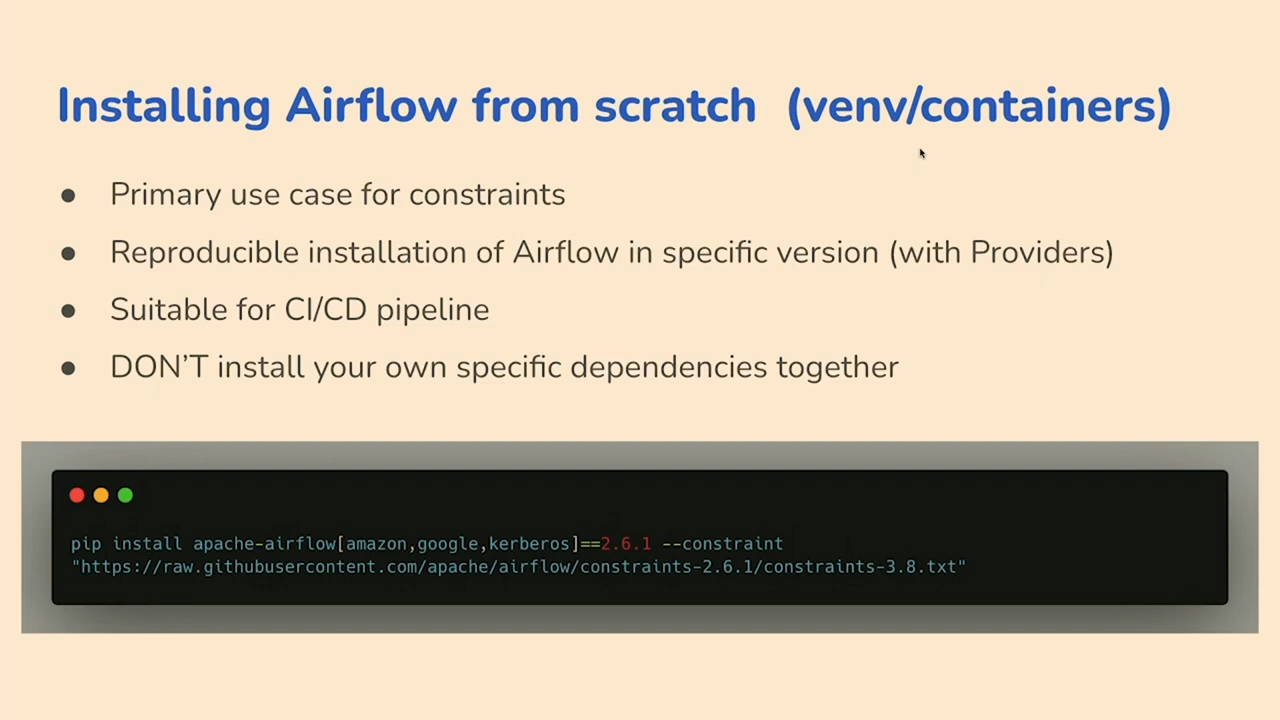 Installing Airflow from scratch (venv/containers)
● Primary use case for constraints
● Reproducible installation of Airflow in specific version (with Providers)
● Suitable for CI/CD pipeline
● DON’T install your own specific dependencies together
pip install apache-airflow[amazon,google,kerberos]==2.6.1 --constraint
"https://raw.githubusercontent.com/apache/airflow/constraints-2.6.1/constraints-3.8.txt"